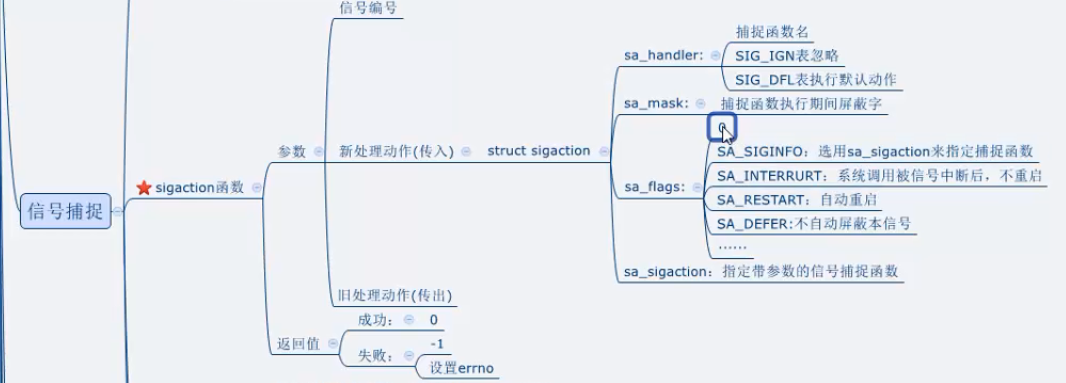 信号捕捉
sigaction函数
参数
信号编号
新处理动作(传入)
struct sigaction
sa_handler:
捕捉函数名
SIG_IGN表忽略
SIG_DFL表执行默认动作
sa_mask:
捕捉函数执行期间屏蔽字
sa_flags:
0
SA_SIGINFO：选用sa_sigaction来指定捕捉函数
SA_INTERRURT：系统调用被信号中断后，不重启
SA_RESTART：自动重启
SA_DEFER:不自动屏蔽本信号
……
sa_sigaction：指定带参数的信号捕捉函数
旧处理动作(传出)
返回值
成功：
0
失败：
-1
设置errno